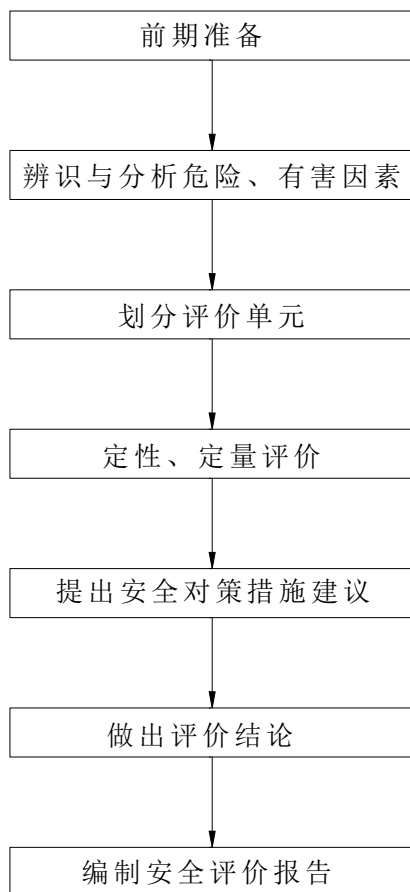 前期准备
辨识与分析危险、有害因素
划分评价单元
定性、定量评价
提出安全对策措施建议
做出评价结论
编制安全评价报告